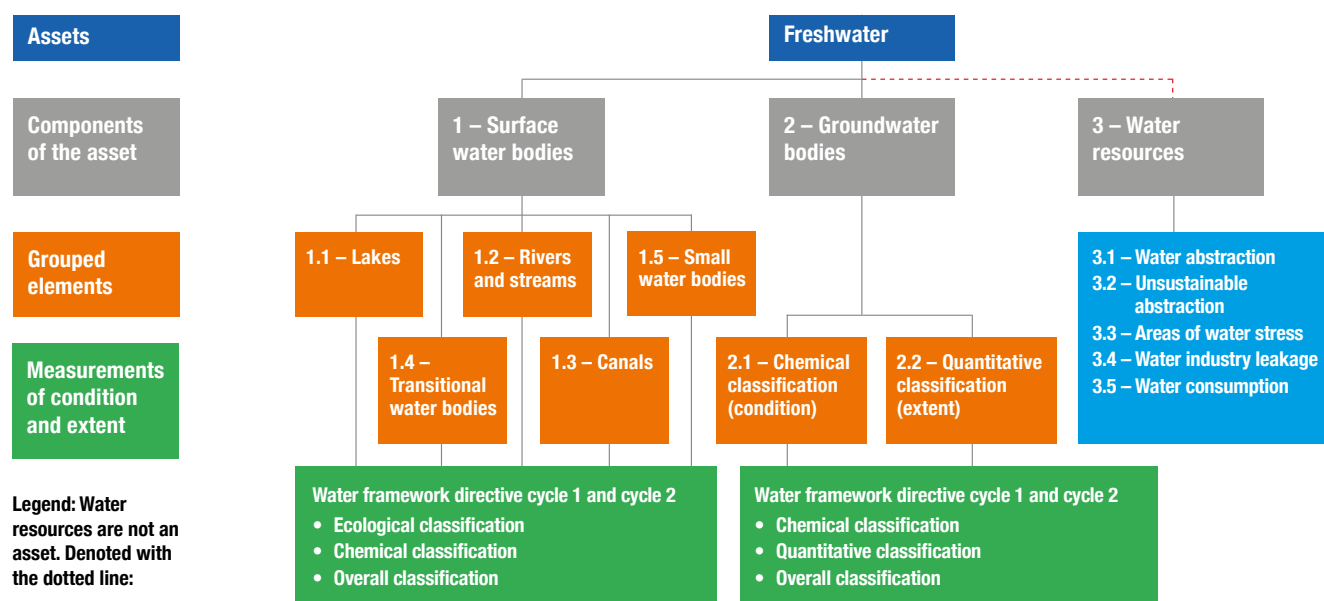 Assets
Freshwater
Components
of the asset
1 – Surface
water bodies
2 – Groundwater
bodies
3 – Water
resources
Grouped
elements
1.1 – Lakes
1.2 – Rivers
and streams
1.5 – Small
water bodies
3.1 – Water abstraction
3.2 – Unsustainable
abstraction
3.3 – Areas of water stress
3.4 – Water industry leakage
3.5 – Water consumption
Measurements
of condition
and extent
1.4 –
Transitional
water bodies
1.3 – Canals
2.1 – Chemical
classification
(condition)
2.2 – Quantitative
classification
(extent)
Legend: Water
resources are not an
asset. Denoted with
the dotted line:
Water framework directive cycle 1 and cycle 2
• Ecological classification
• Chemical classification
• Overall classification
Water framework directive cycle 1 and cycle 2
• Chemical classification
• Quantitative classification
• Overall classification